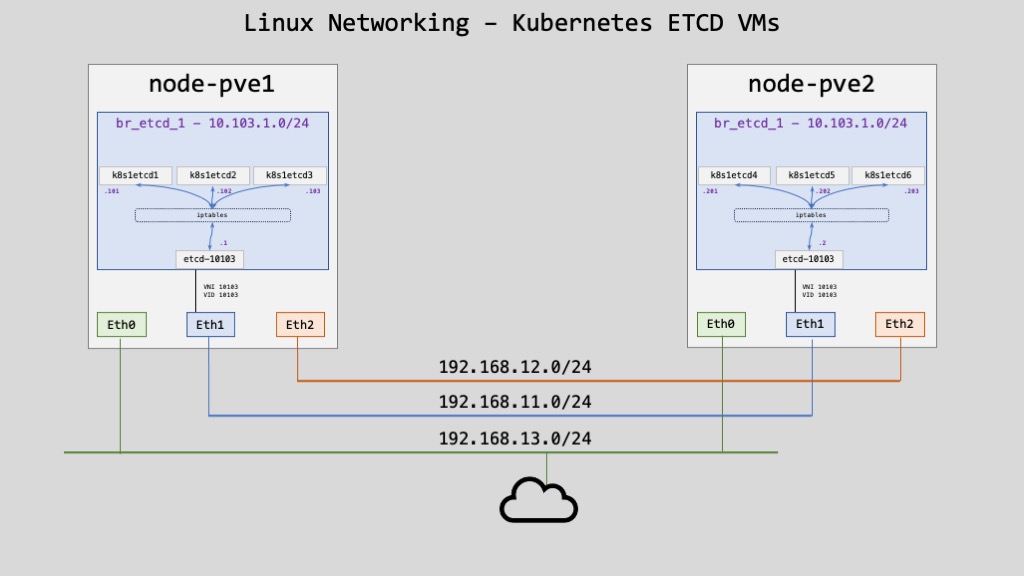 Linux Networking – Kubernetes ETCD VMs
node-pve1
br_etcd_1 – 10.103.1.0/24
k8s1etcd1
k8s1etcd2
k8s1etcd3
.101
.102
.103
iptables
.1
etcd-10103
VNI 10103
VID 10103
Eth0
Eth1
Eth2
node-pve2
br_etcd_1 – 10.103.1.0/24
k8s1etcd4
k8s1etcd5
k8s1etcd6
.201
.202
.203
iptables
.2
etcd-10103
VNI 10103
VID 10103
Eth0
Eth1
Eth2
192.168.12.0/24
192.168.11.0/24
192.168.13.0/24